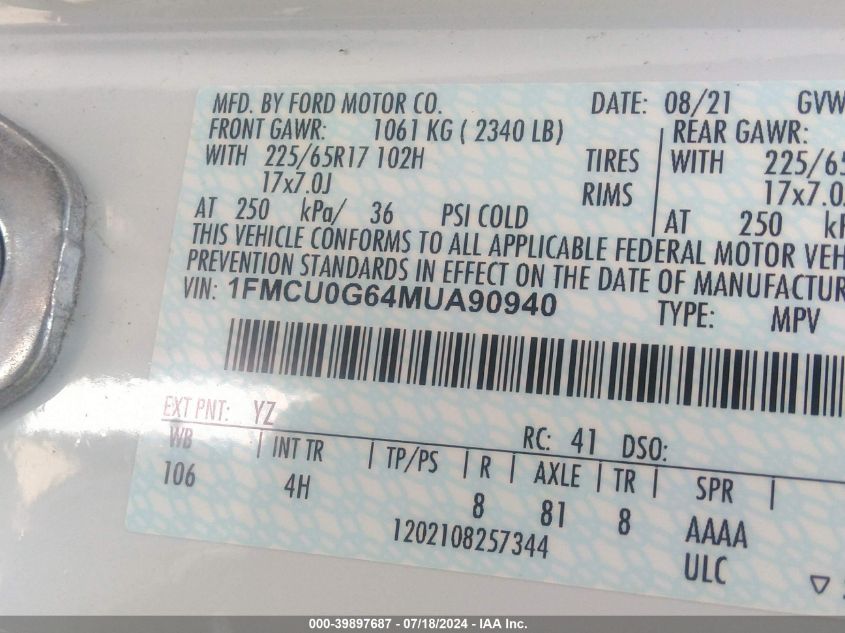 MFD. BY FORD MOTOR CO. DATE: 08/21 GVW
FRONT GAWR: 1061 KG ( 2340 LB) REAR GAWR:
WITH 225/65R17 102H TIRES WITH 225/65
17x7.0J RIMS 17x7.0
AT 250 kPa/ 36 PSI COLD AT 250 kP
THIS VEHICLE CONFORMS TO ALL APPLICABLE FEDERAL MOTOR VEH
PREVENTION STANDARDS IN EFFECT ON THE DATE OF MANUFACTUR
VIN: 1FMCU0G64MUA90940 TYPE: MPV
EXT PNT: YZ RC: 41 DSO:
WB | INT TR | TP/PS | R | AXLE | TR | SPR
106 4H 8 81 8 AAAA
1202108257344 ULC
000-39897687 / 07/18/2024 - IAA Inc.